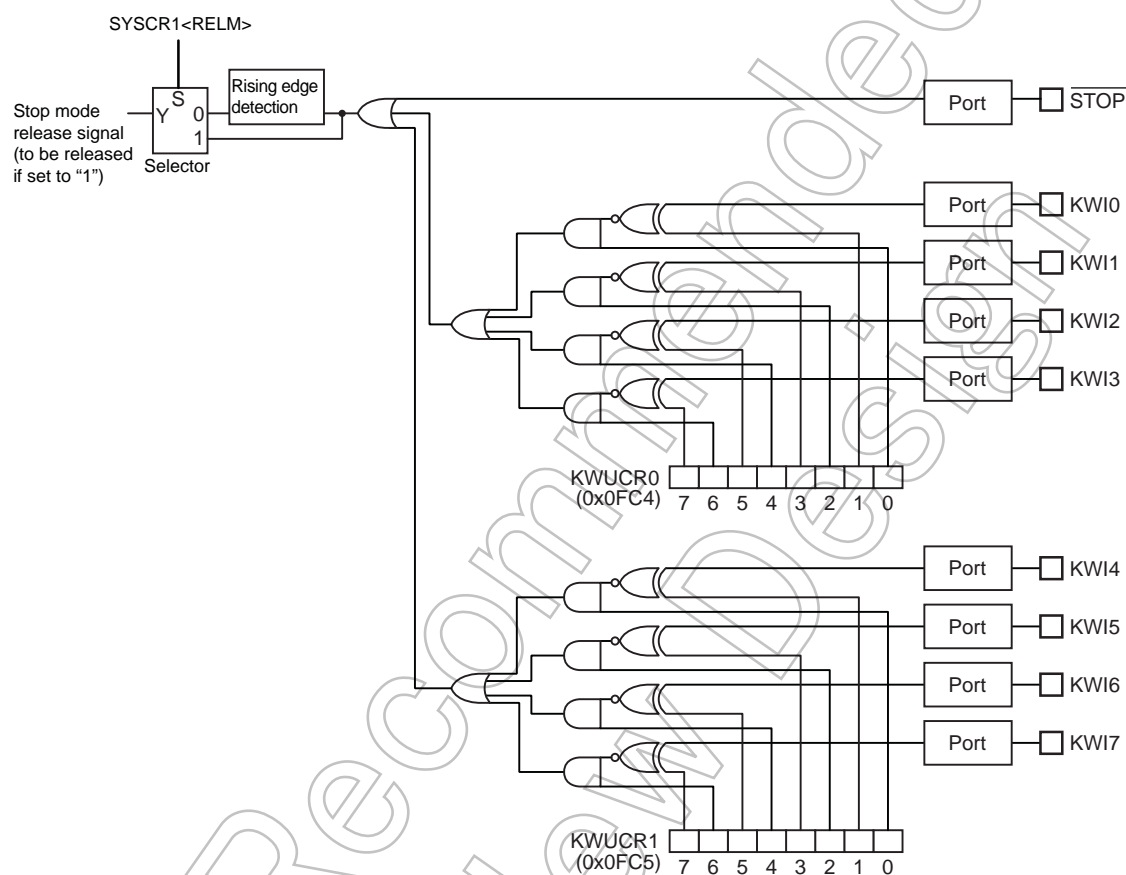 SYSCR1<RELM>
Stop mode
release signal
(to be released
if set to “1”)
S
Y
0
1
Selector
Rising edge
detection
Port
STOP
Port
KWI0
Port
KWI1
Port
KWI2
Port
KWI3
KWUCR0
(0x0FC4)
7 6 5 4 3 2 1 0
Port
KWI4
Port
KWI5
Port
KWI6
Port
KWI7
KWUCR1
(0x0FC5)
7 6 5 4 3 2 1 0
Recommended
New Design